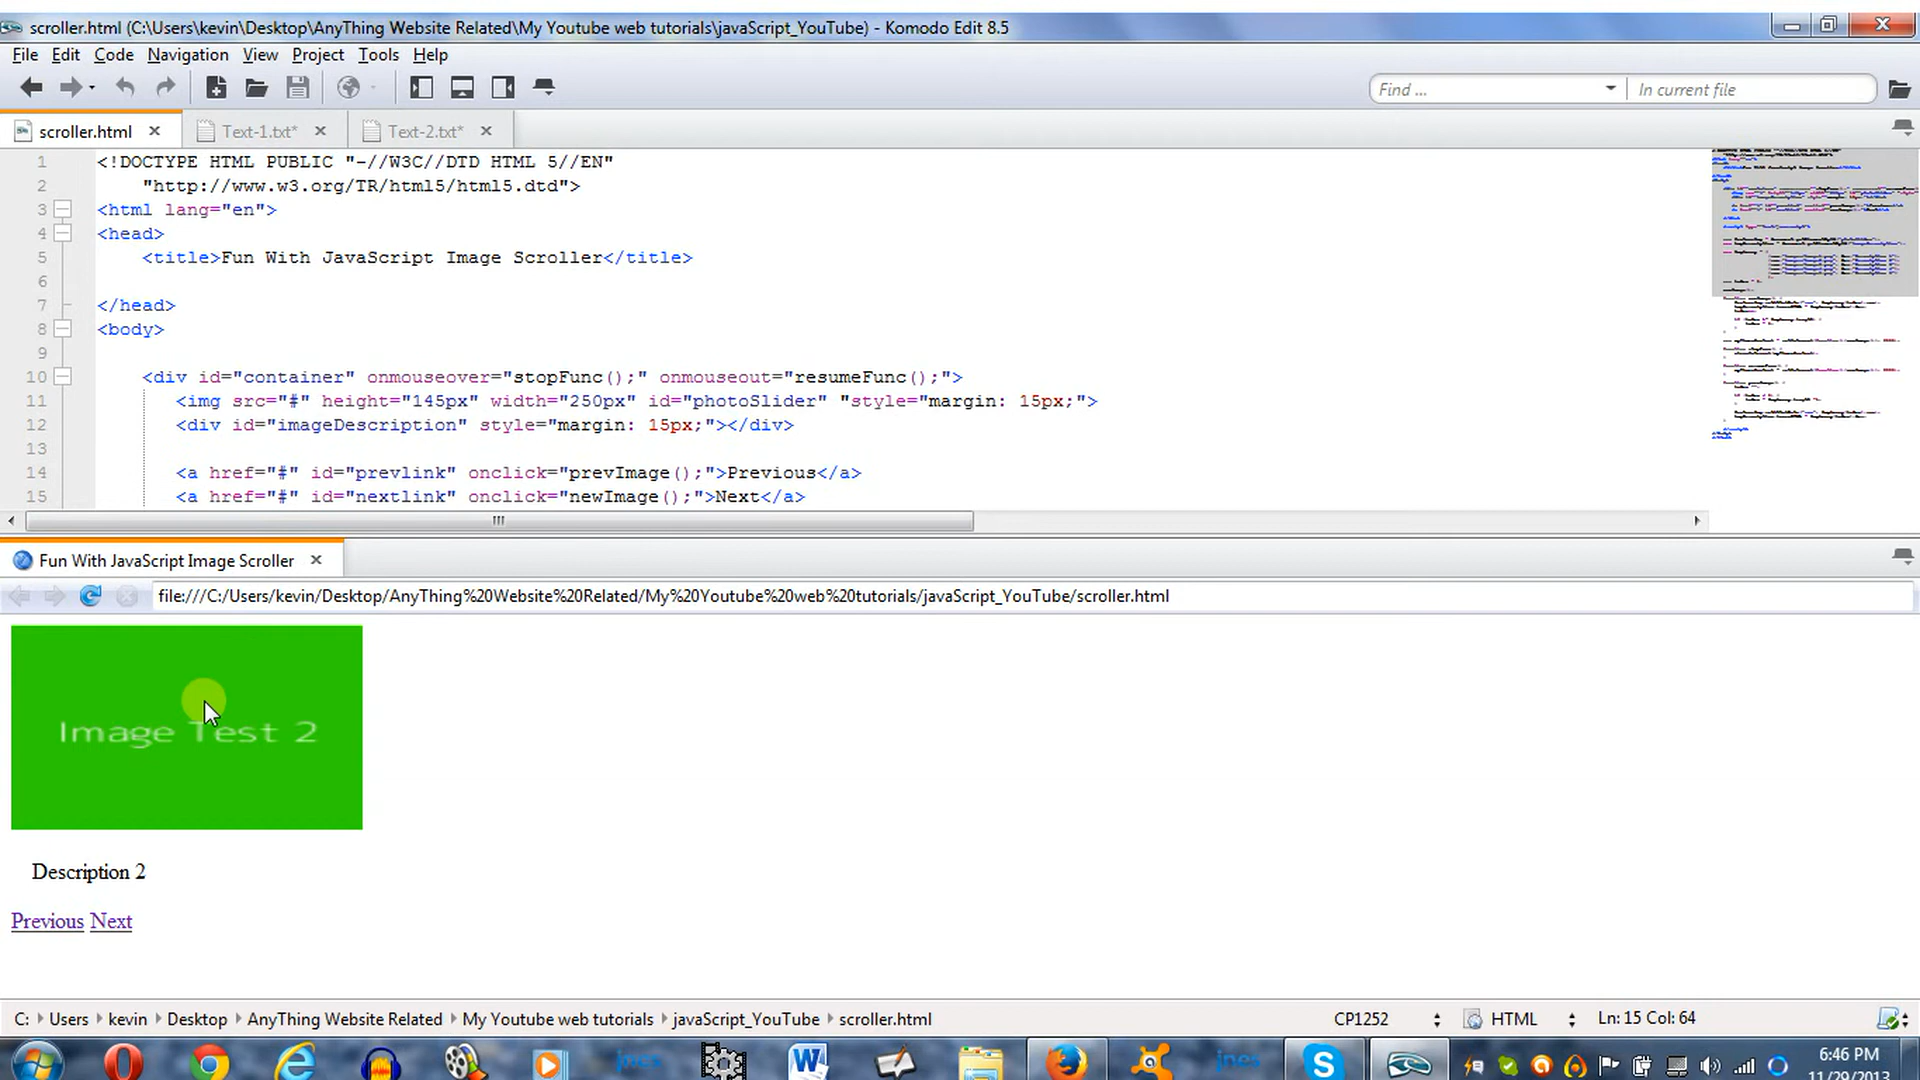 scroller.html (C:\Users\kevin\Desktop\AnyThing Website Related\My Youtube web tutorials\javaScript_YouTube) - Komodo Edit 8.5
File Edit Code Navigation View Project Tools Help
Find ... In current file
scroller.html Text-1.txt* Text-2.txt*
1 <!DOCTYPE HTML PUBLIC "-//W3C//DTD HTML 5//EN"
2 "http://www.w3.org/TR/html5/html5.dtd">
3 <html lang="en">
4 <head>
5 <title>Fun With JavaScript Image Scroller</title>
6
7 </head>
8 <body>
9
10 <div id="container" onmouseover="stopFunc();" onmouseout="resumeFunc();">
11 <img src="#" height="145px" width="250px" id="photoSlider" "style="margin: 15px;">
12 <div id="imageDescription" style="margin: 15px;"></div>
13
14 <a href="#" id="prevlink" onclick="prevImage();">Previous</a>
15 <a href="#" id="nextlink" onclick="newImage();">Next</a>
Fun With JavaScript Image Scroller
file:///C:/Users/kevin/Desktop/AnyThing%20Website%20Related/My%20Youtube%20web%20tutorials/javaScript_YouTube/scroller.html
Image Test 2
Description 2
Previous Next
C: Users kevin Desktop AnyThing Website Related My Youtube web tutorials javaScript_YouTube scroller.html CP1252 HTML Ln: 15 Col: 64
jnes jnes 6:46 PM
11/29/2013